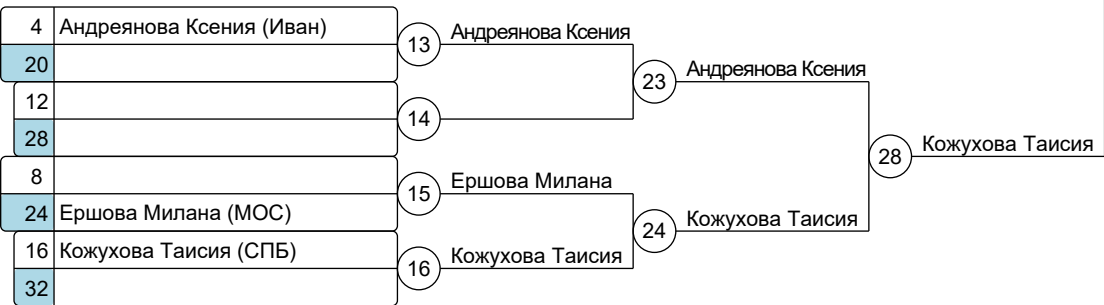 4 Андреянова Ксения (Иван)
20
12
28
8
24 Ершова Милана (МОС)
16 Кожухова Таисия (СПБ)
32
13 Андреянова Ксения
14
15 Ершова Милана
16 Кожухова Таисия
23 Андреянова Ксения
24 Кожухова Таисия
28 Кожухова Таисия